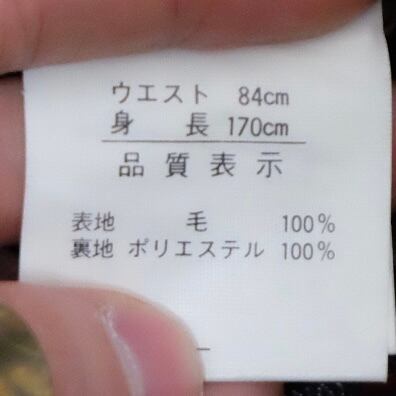 ウエスト 84cm
身長 170cm
品質表示
表地 毛 100%
裏地 ポリエステル 100%